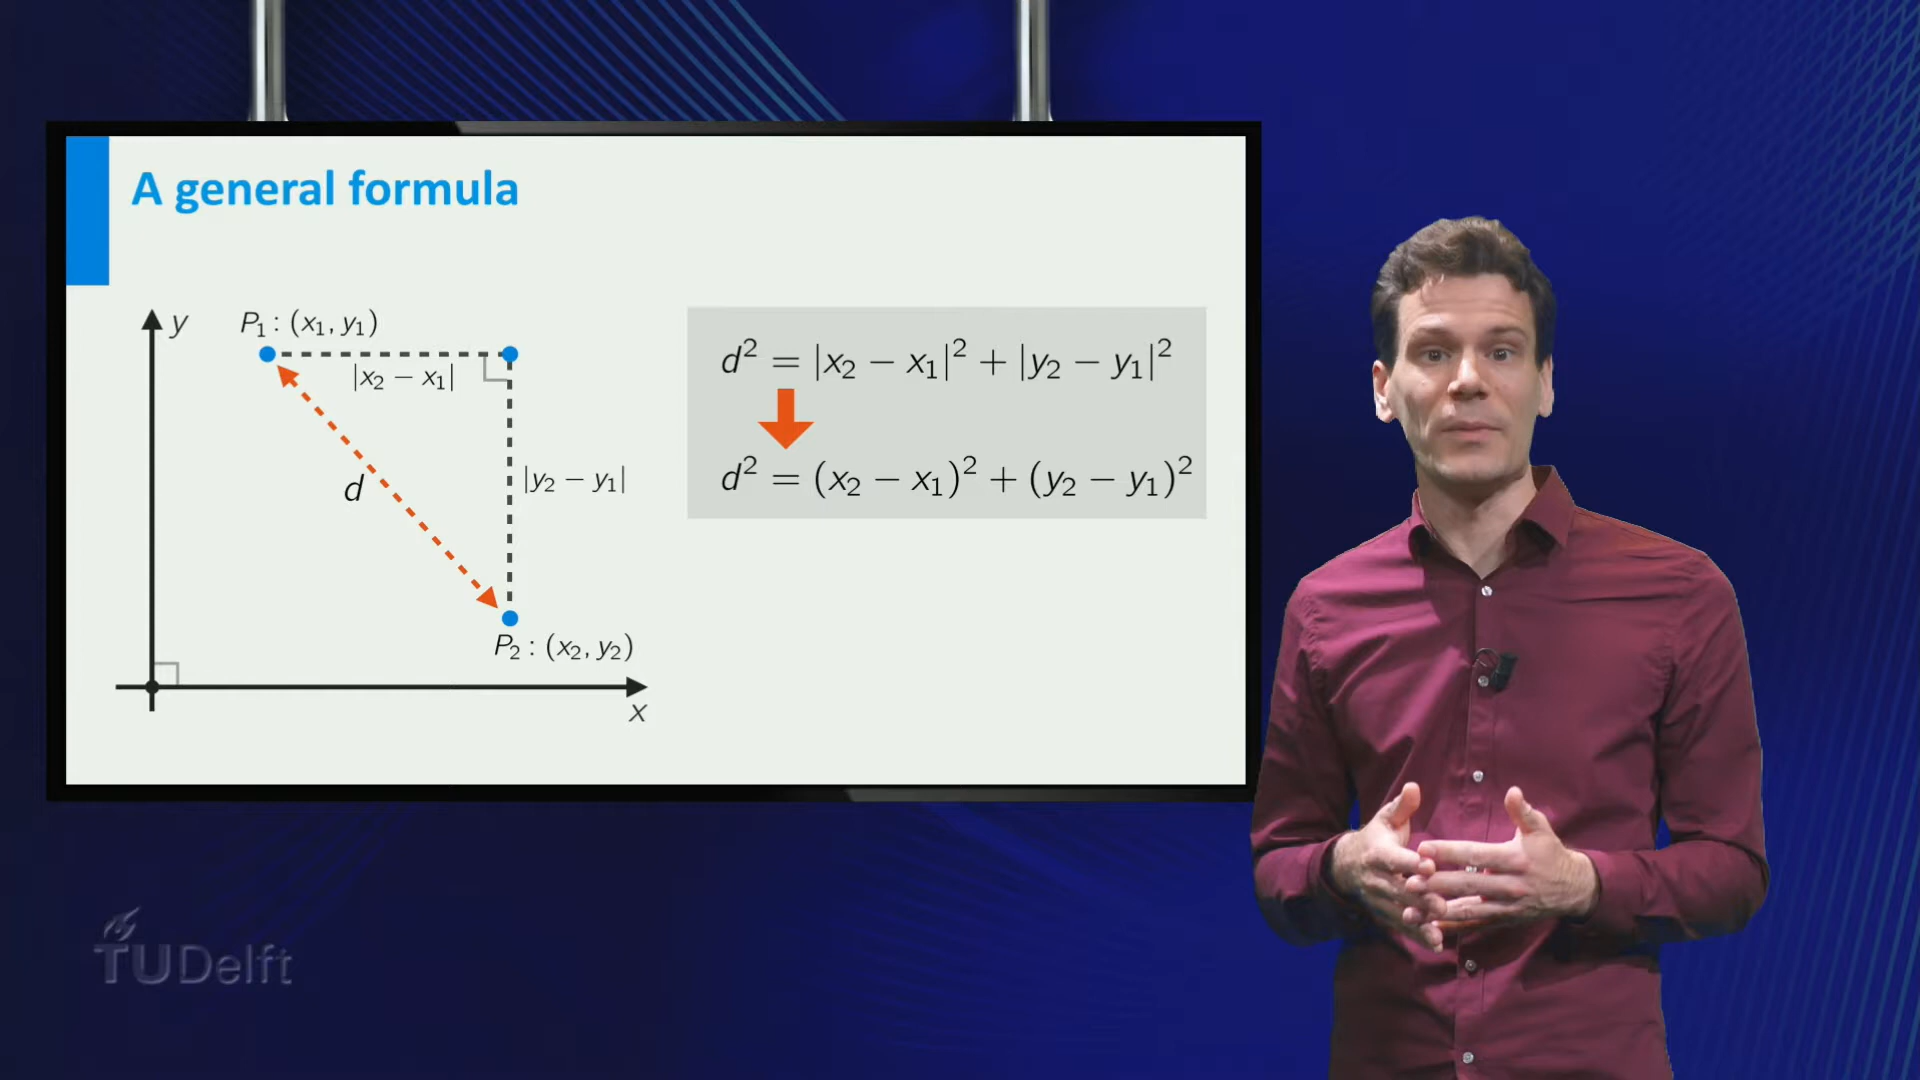 A general formula
y
P₁ : (x₁, y₁)
|x₂ − x₁|
d
|y₂ − y₁|
P₂ : (x₂, y₂)
x
d² = |x₂ − x₁|² + |y₂ − y₁|²
d² = (x₂ − x₁)² + (y₂ − y₁)²
TUDelft